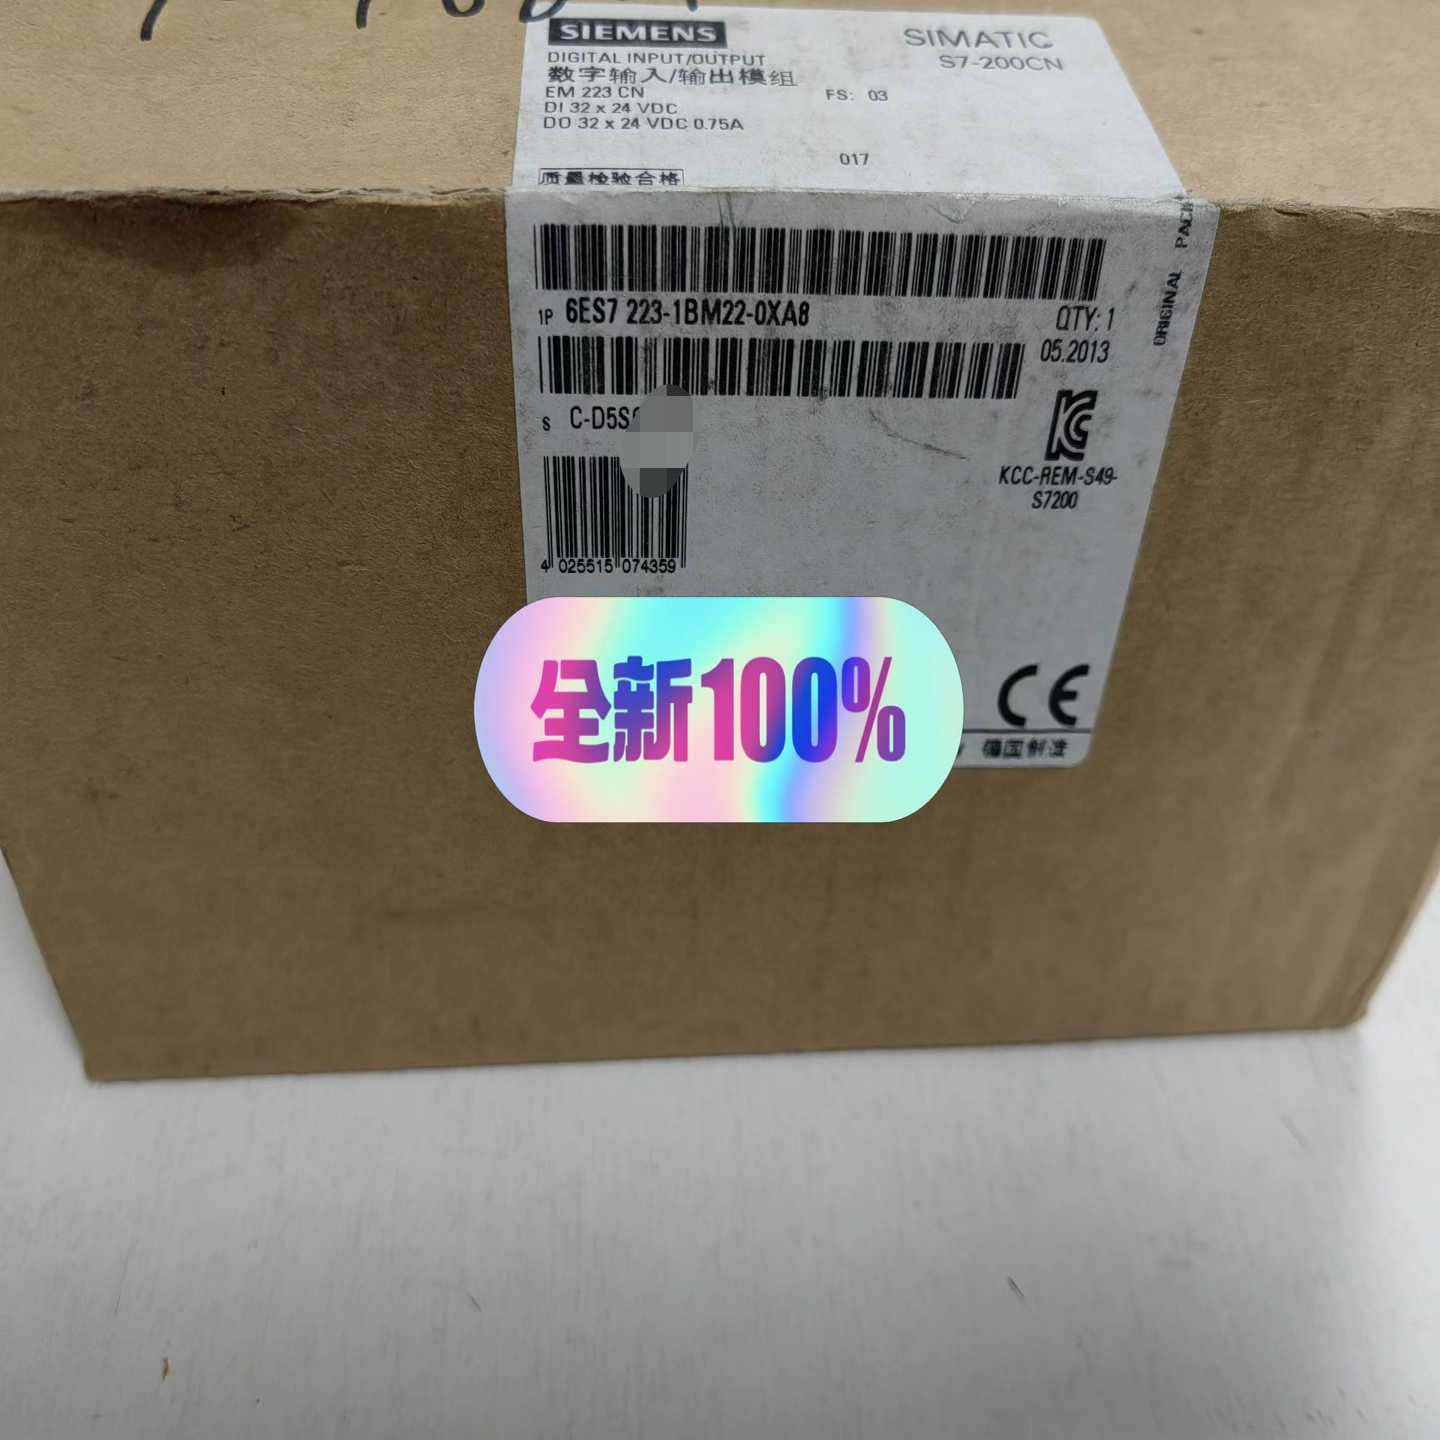 SIEMENS
SIMATIC
S7-200CN
DIGITAL INPUT/OUTPUT
数字输入/输出模组
EM 223 CN
FS: 03
DI 32 x 24 VDC
DO 32 x 24 VDC 0.75A
017
质量检验合格
ORIGINAL
1P 6ES7 223-1BM22-0XA8
QTY: 1
05.2013
S C-D5S
KCC-REM-S49-
S7200
4 025515 074359
全新100%
CE
德国制造